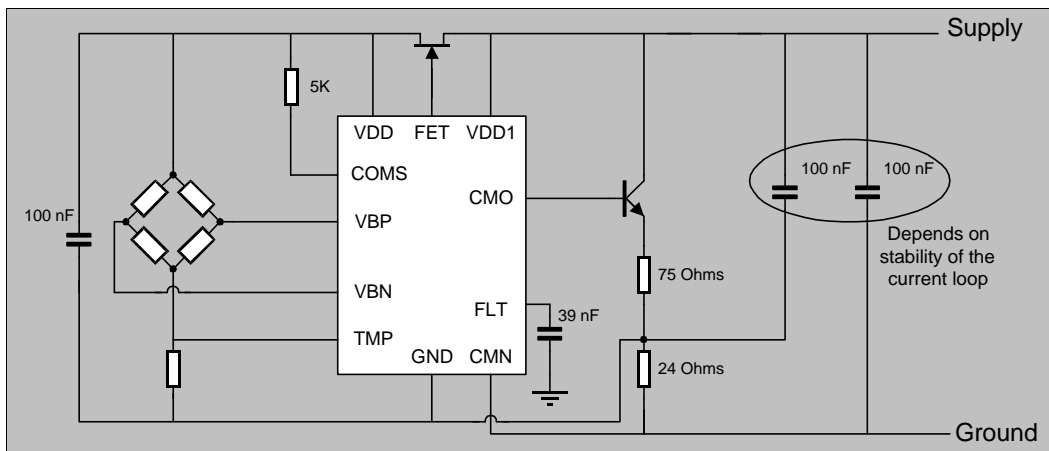 Supply
5K
VDD FET VDD1
COMS
CMO
100 nF 100 nF
100 nF
VBP
Depends on
stability of the
current loop
75 Ohms
VBN
FLT
39 nF
TMP
GND CMN
24 Ohms
Ground